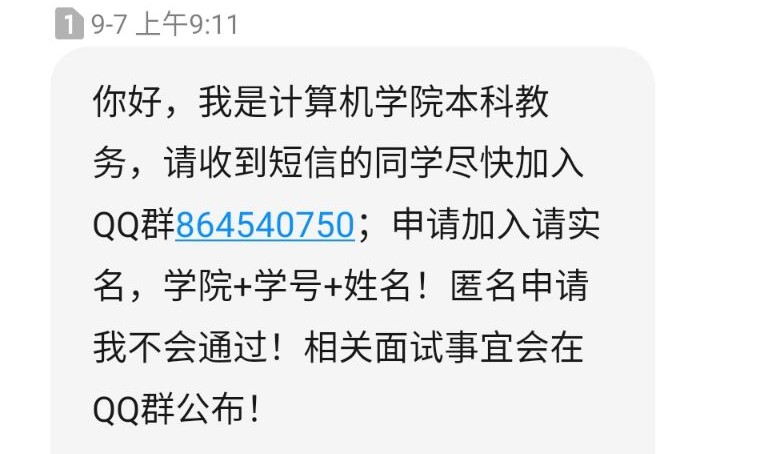 1 9-7 上午9:11
你好，我是计算机学院本科教
务，请收到短信的同学尽快加入
QQ群864540750；申请加入请实
名，学院+学号+姓名！匿名申请
我不会通过！相关面试事宜会在
QQ群公布！